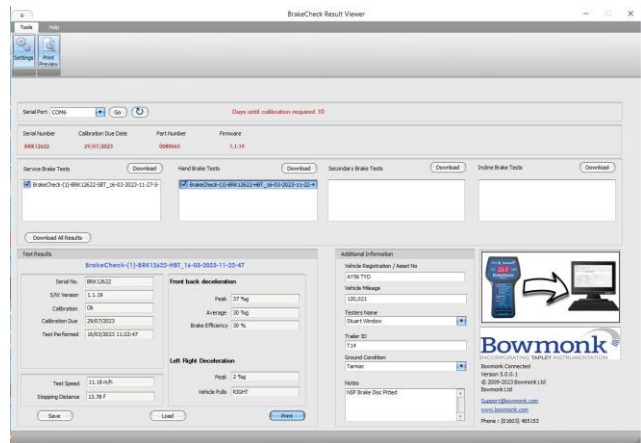 BrakeCheck Result Viewer
Tools Help
Settings
Print Preview
Serial Port COM6 Go Days until calibration required 10
Serial Number Calibration Due Date Part Number Firmware
BRK12622 29/07/2023 1.1.19
Service Brake Tests Download Hand Brake Tests Download Secondary Brake Tests Download Incline Brake Tests Download
BrakeCheck-(1)-BRK12622-SBT_16-03-2023-11-27-5 BrakeCheck-(1)-BRK12622-HBT_16-03-2023-11-22-4
Download All Results
Test Results Additional Information
BrakeCheck-(1)-BRK12622-HBT_16-03-2023-11-22-47
Serial No. BRK12622
S/W Version 1.1.19
Calibration Ok
Calibration Due 29/07/2023
Test Performed 16/03/2023 11:22:47
Test Speed 11.18 m/h
Stopping Distance 13.78 f
Front back deceleration
Peak 37 %g
Average 30 %g
Brake Efficiency 30 %
Left Right Deceleration
Peak 2 %g
Vehicle Pulls RIGHT
Save Load Print
Vehicle Registration / Asset No
AY56 TYO
Vehicle Mileage
120,021
Testers Name
Stuart Window
Trailer ID
T14
Ground Condition
Tarmac
Notes
NSF Brake Disc Pitted
Bowmonk
INCORPORATING TAPLEY INSTRUMENTATION
Bowmonk Connected
Version 5.0.0.1
© 2009-2023 Bowmonk Ltd
Bowmonk Ltd
Support@bowmonk.com
www.bowmonk.com
Phone : (01603) 485153